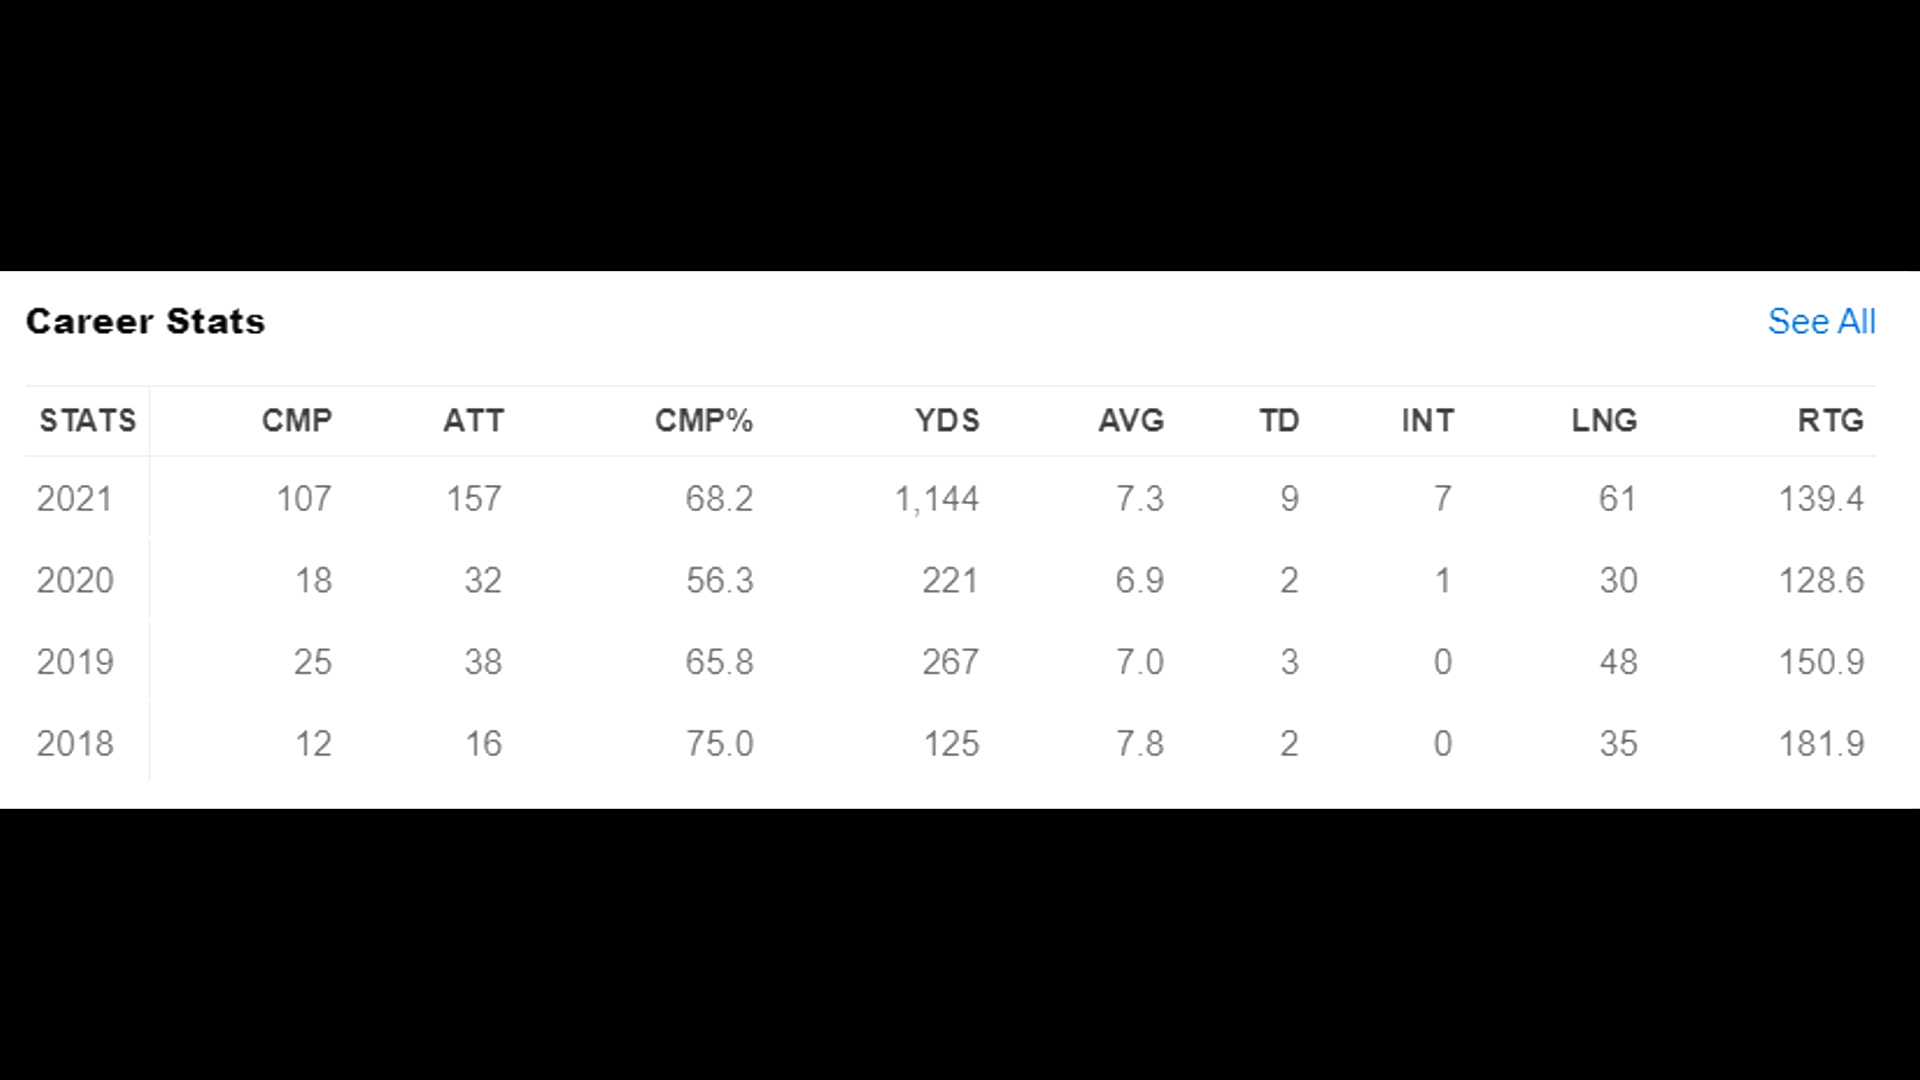 Career Stats See All
STATS CMP ATT CMP% YDS AVG TD INT LNG RTG
2021 107 157 68.2 1,144 7.3 9 7 61 139.4
2020 18 32 56.3 221 6.9 2 1 30 128.6
2019 25 38 65.8 267 7.0 3 0 48 150.9
2018 12 16 75.0 125 7.8 2 0 35 181.9